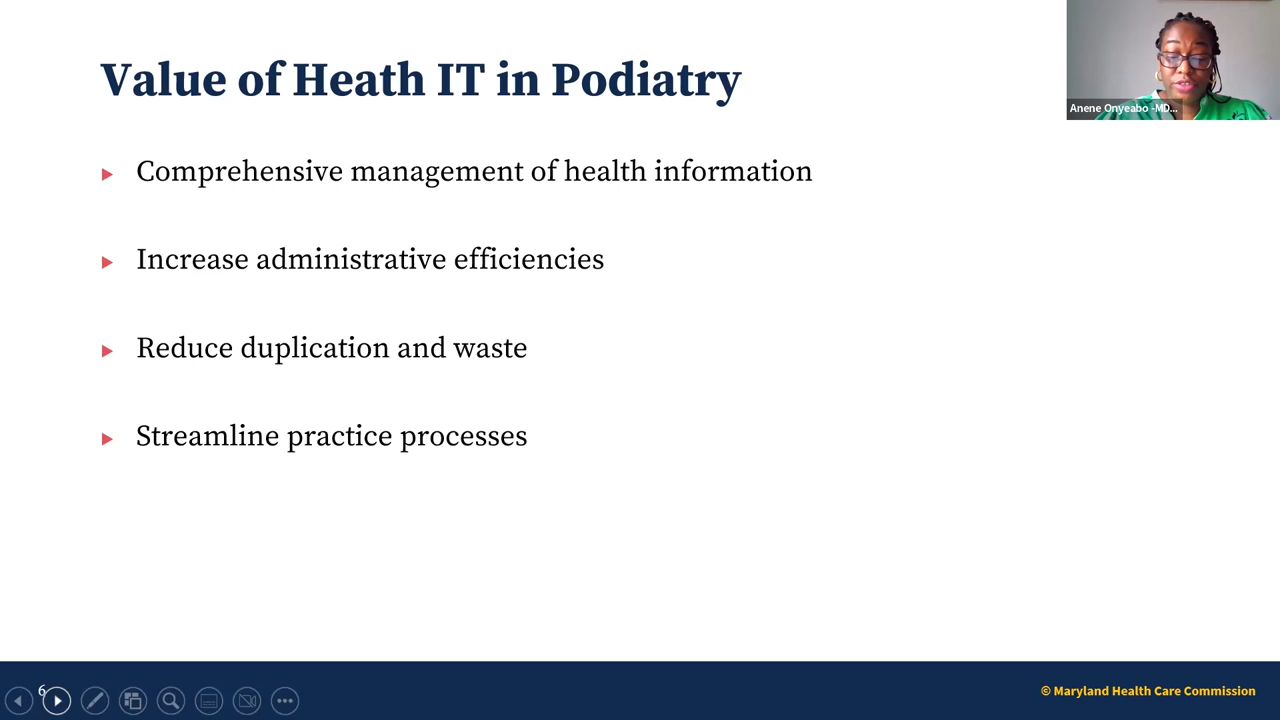 Value of Heath IT in Podiatry
Anene Onyeabo -MD...
Comprehensive management of health information
Increase administrative efficiencies
Reduce duplication and waste
Streamline practice processes
6
© Maryland Health Care Commission